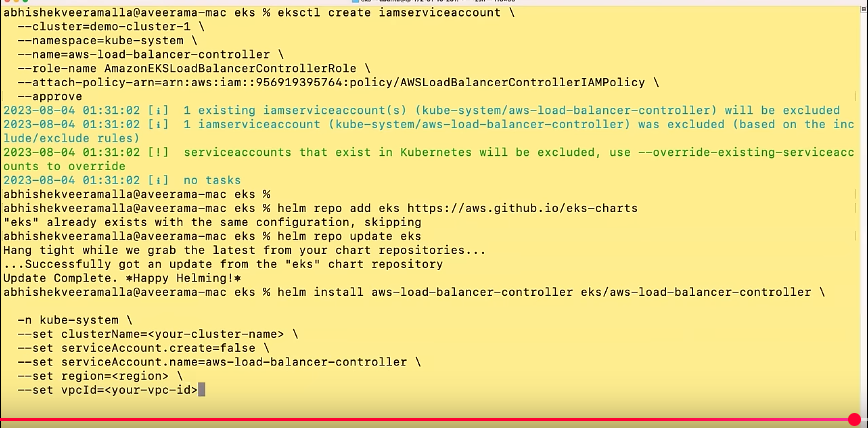 abhishekveeramalla@aveerama-mac eks % eksctl create iamserviceaccount \
  --cluster=demo-cluster-1 \
  --namespace=kube-system \
  --name=aws-load-balancer-controller \
  --role-name AmazonEKSLoadBalancerControllerRole \
  --attach-policy-arn=arn:aws:iam::956919395764:policy/AWSLoadBalancerControllerIAMPolicy \
  --approve
2023-08-04 01:31:02 [ℹ]  1 existing iamserviceaccount(s) (kube-system/aws-load-balancer-controller) will be excluded
2023-08-04 01:31:02 [ℹ]  1 iamserviceaccount (kube-system/aws-load-balancer-controller) was excluded (based on the inc
lude/exclude rules)
2023-08-04 01:31:02 [!]  serviceaccounts that exist in Kubernetes will be excluded, use --override-existing-serviceacc
ounts to override
2023-08-04 01:31:02 [ℹ]  no tasks
abhishekveeramalla@aveerama-mac eks %
abhishekveeramalla@aveerama-mac eks % helm repo add eks https://aws.github.io/eks-charts
"eks" already exists with the same configuration, skipping
abhishekveeramalla@aveerama-mac eks % helm repo update eks
Hang tight while we grab the latest from your chart repositories...
...Successfully got an update from the "eks" chart repository
Update Complete. *Happy Helming!*
abhishekveeramalla@aveerama-mac eks % helm install aws-load-balancer-controller eks/aws-load-balancer-controller \
  -n kube-system \
  --set clusterName=<your-cluster-name> \
  --set serviceAccount.create=false \
  --set serviceAccount.name=aws-load-balancer-controller \
  --set region=<region> \
  --set vpcId=<your-vpc-id>